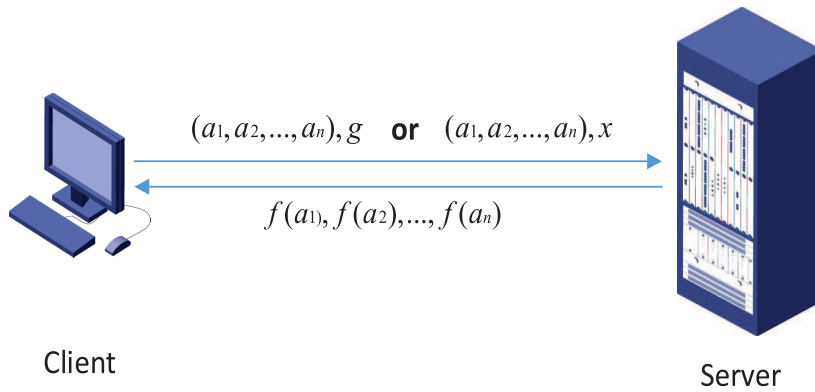 (a1, a2, ..., an), g or (a1, a2, ..., an), x
f(a1), f(a2), ..., f(an)
Client
Server